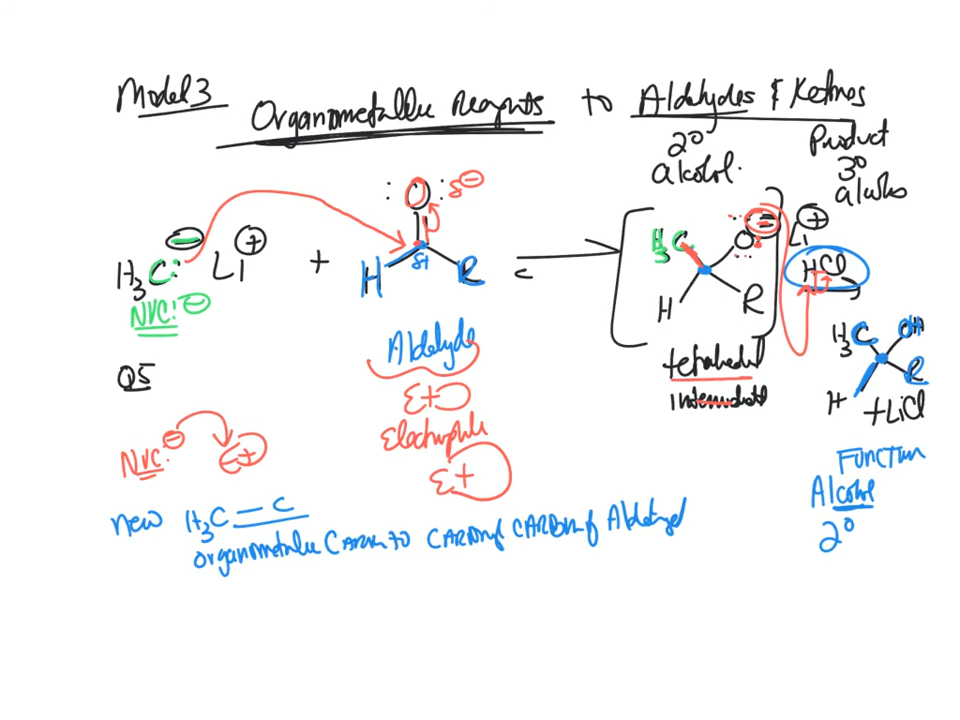 Model 3
Organometallic Reagents to Aldehydes & Ketones
2° alcohol
Product
3°
H3C: − Li +
+
:O: δ−
δ+
H R
H3C O −
H R
Li +
HCl
Nuc: −
Aldehyde
tetrahedral
intermediate
H3C OH
H R
+ LiCl
Q5
E+
Electrophile
E+
Nuc: − E+
Function
Alcohol
2°
new H3C — C
organometallic Carbon to CARBONYL CARBON of Aldehyde